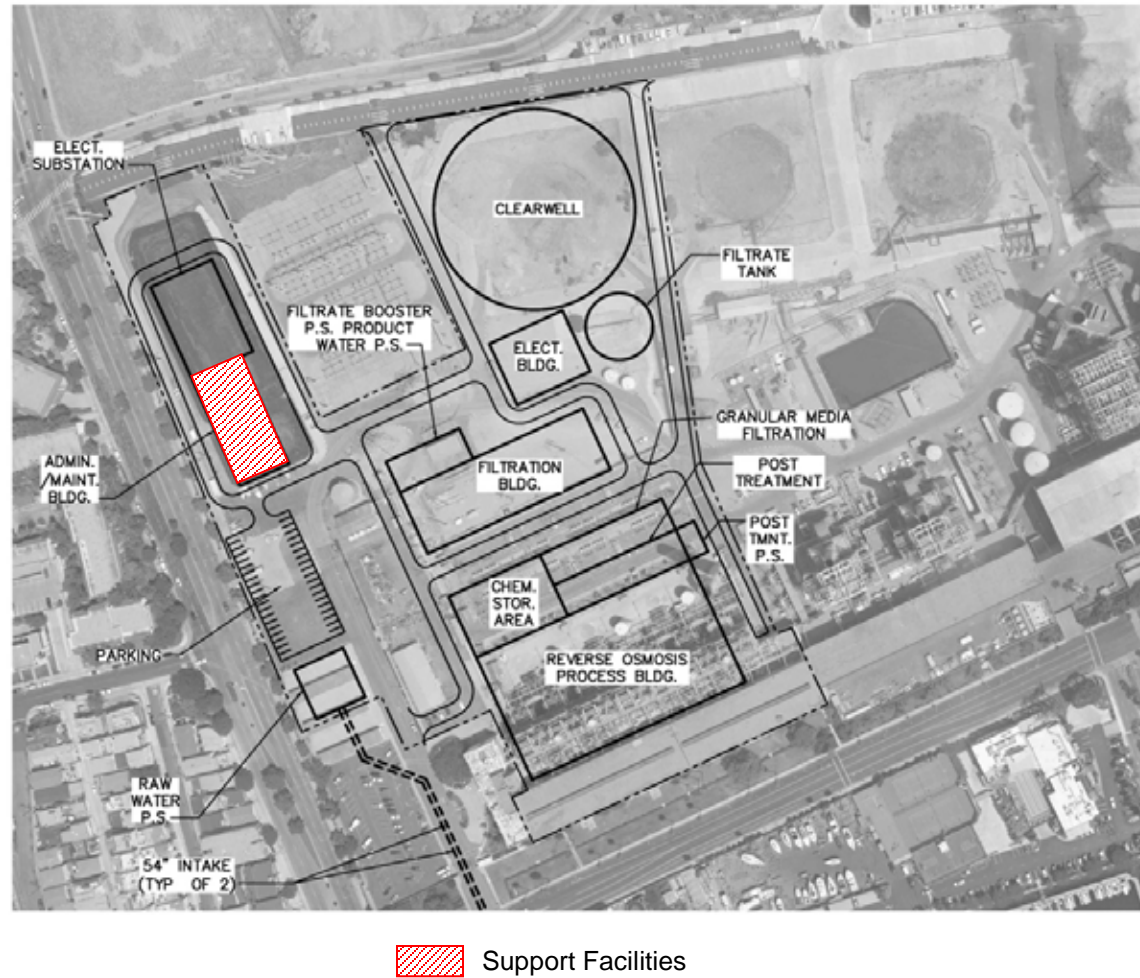 ELECT.
SUBSTATION
CLEARWELL
FILTRATE
TANK
FILTRATE BOOSTER
P.S. PRODUCT
WATER P.S.
ELECT.
BLDG.
GRANULAR MEDIA
FILTRATION
ADMIN.
/MAINT.
BLDG.
FILTRATION
BLDG.
POST
TREATMENT
POST
TMNT.
P.S.
CHEM.
STOR.
AREA
PARKING
REVERSE OSMOSIS
PROCESS BLDG.
RAW
WATER
P.S.
54" INTAKE
(TYP OF 2)
Support Facilities